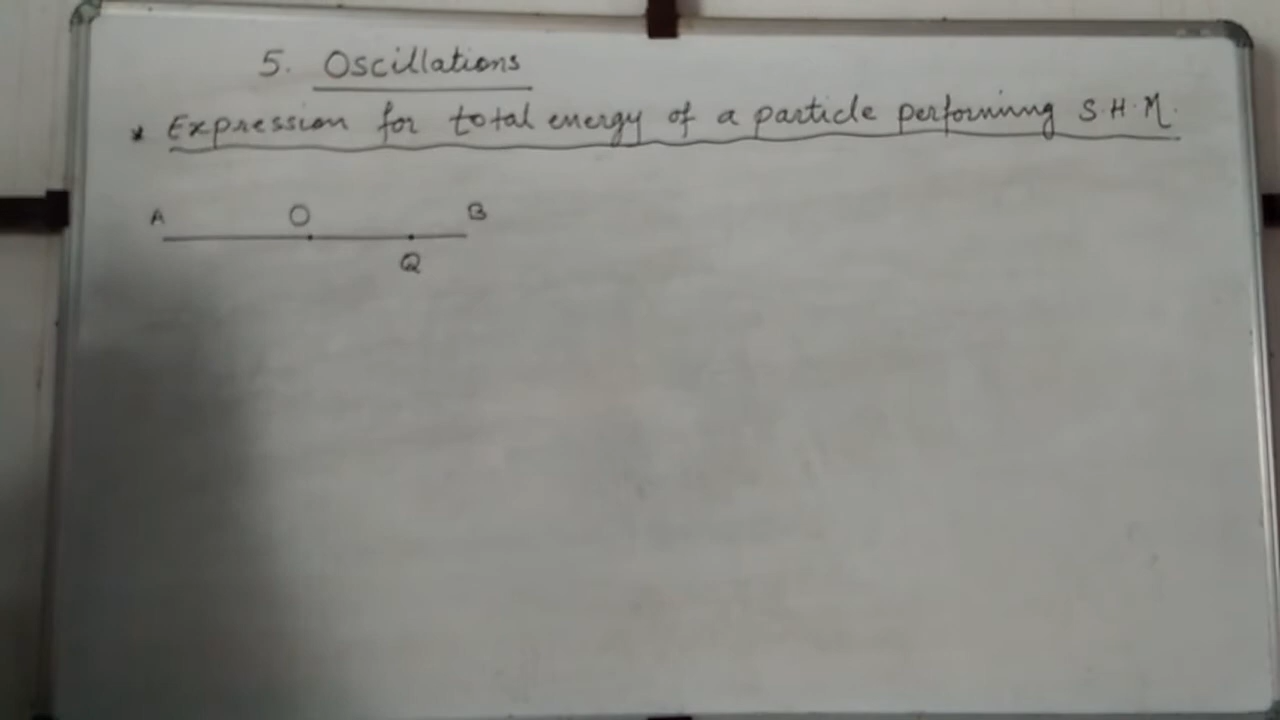 5. Oscillations
* Expression for total energy of a particle performing S.H.M.
A O B
Q